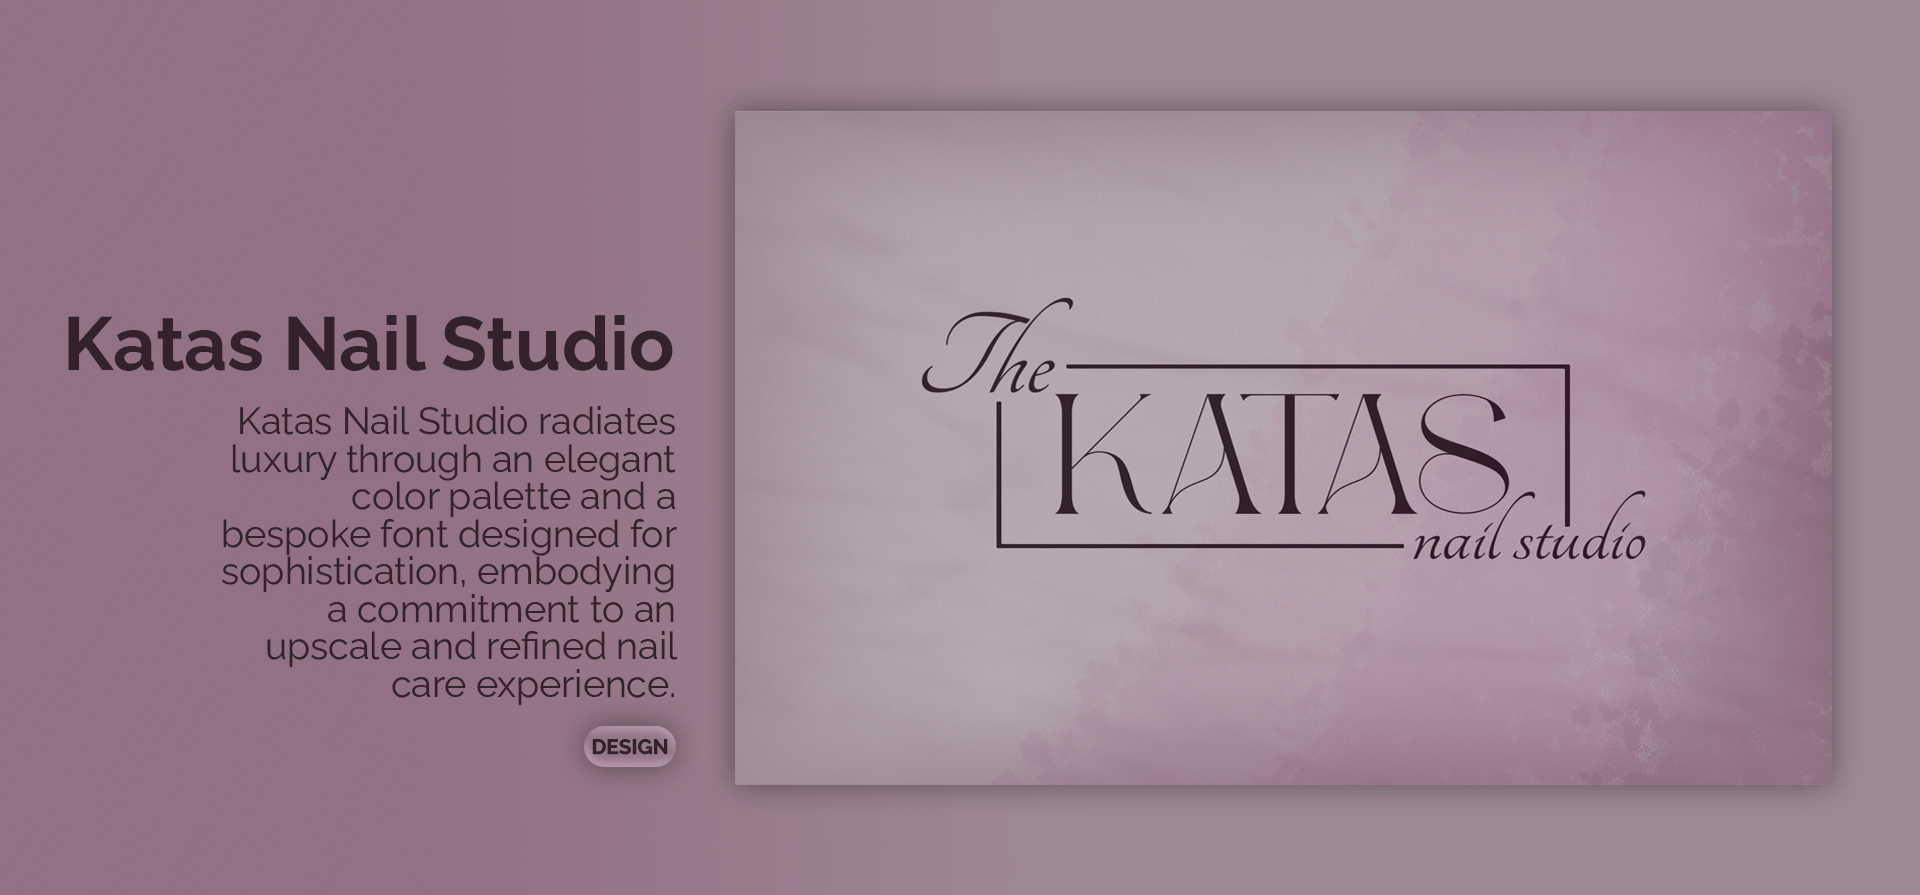 Katas Nail Studio
Katas Nail Studio radiates
luxury through an elegant
color palette and a
bespoke font designed for
sophistication, embodying
a commitment to an
upscale and refined nail
care experience.
DESIGN
The
KATAS
nail studio